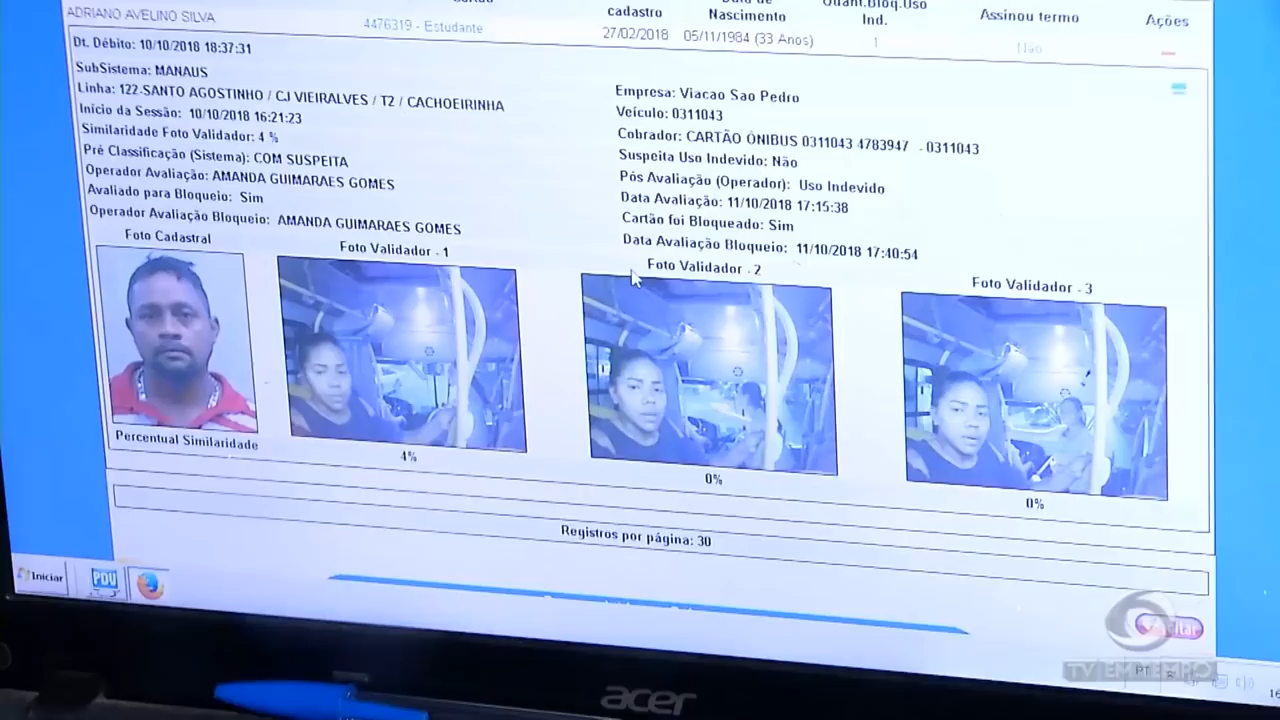 cadastro
Nascimento
Quant.Bloq.Uso
Ind.
Assinou termo
Ações
ADRIANO AVELINO SILVA
4476319 - Estudante
27/02/2018
05/11/1984 (33 Anos)
1
Não
Dt. Débito: 10/10/2018 18:37:31
SubSistema: MANAUS
Linha: 122-SANTO AGOSTINHO / CJ VIEIRALVES / T2 / CACHOEIRINHA
Inicio da Sessão: 10/10/2018 16:21:23
Similaridade Foto Validador: 4 %
Pré Classificação (Sistema): COM SUSPEITA
Operador Avaliação: AMANDA GUIMARAES GOMES
Avaliado para Bloqueio: Sim
Operador Avaliação Bloqueio: AMANDA GUIMARAES GOMES
Empresa: Viacao Sao Pedro
Veículo: 0311043
Cobrador: CARTÃO ÔNIBUS 0311043 4783947 - 0311043
Suspeita Uso Indevido: Não
Pós Avaliação (Operador): Uso Indevido
Data Avaliação: 11/10/2018 17:15:38
Cartão foi Bloqueado: Sim
Data Avaliação Bloqueio: 11/10/2018 17:40:54
Foto Cadastral
Foto Validador - 1
Foto Validador - 2
Foto Validador - 3
Percentual Similaridade
4%
0%
0%
Registros por página: 30
Iniciar
PDV
TV EM TEMPO
PT
acer